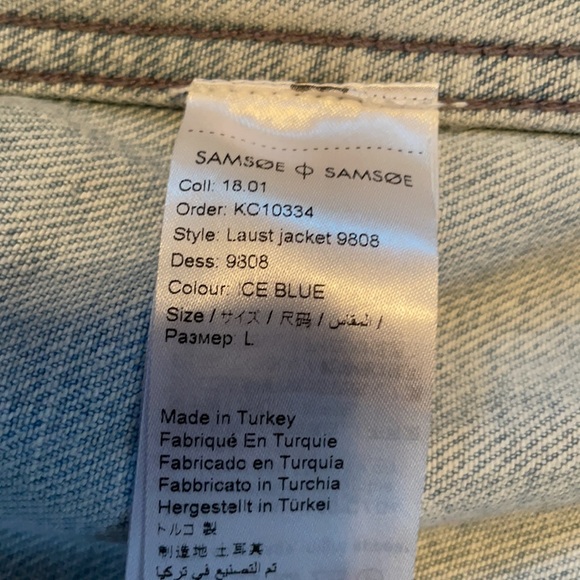 SAMSØE ф SAMSØE
Coll: 18.01
Order: KC10334
Style: Laust jacket 9808
Dess: 9808
Colour: ICE BLUE
Size / サイズ / 尺码 / المقاس /
Размер: L
Made in Turkey
Fabriqué En Turquie
Fabricado en Turquía
Fabbricato in Turchia
Hergestellt in Türkei
トルコ 製
制造地 土耳其
تم التصنيع في تركيا